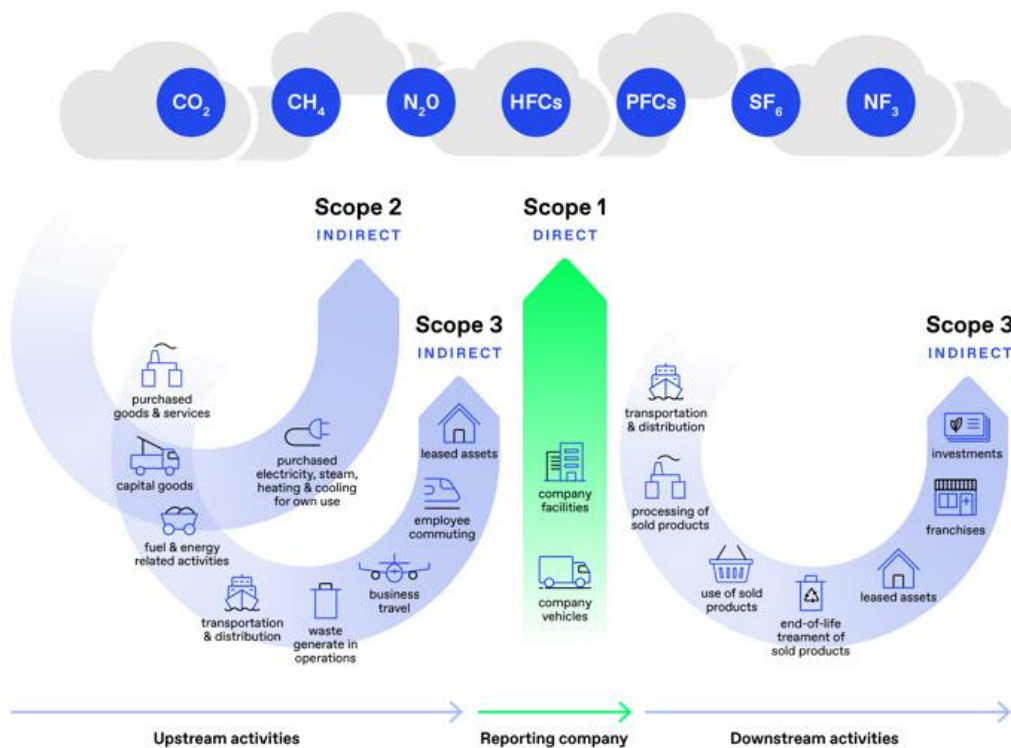 CO₂
CH₄
N₂0
HFCs
PFCs
SF₆
NF₃
Scope 2
INDIRECT
Scope 1
DIRECT
Scope 3
INDIRECT
Scope 3
INDIRECT
purchased
goods & services
capital goods
fuel & energy
related activities
purchased
electricity, steam,
heating & cooling
for own use
transportation
& distribution
waste
generate in
operations
business
travel
employee
commuting
leased assets
company
facilities
company
vehicles
transportation
& distribution
processing of
sold products
use of sold
products
end-of-life
treament of
sold products
leased assets
franchises
investments
Upstream activities
Reporting company
Downstream activities